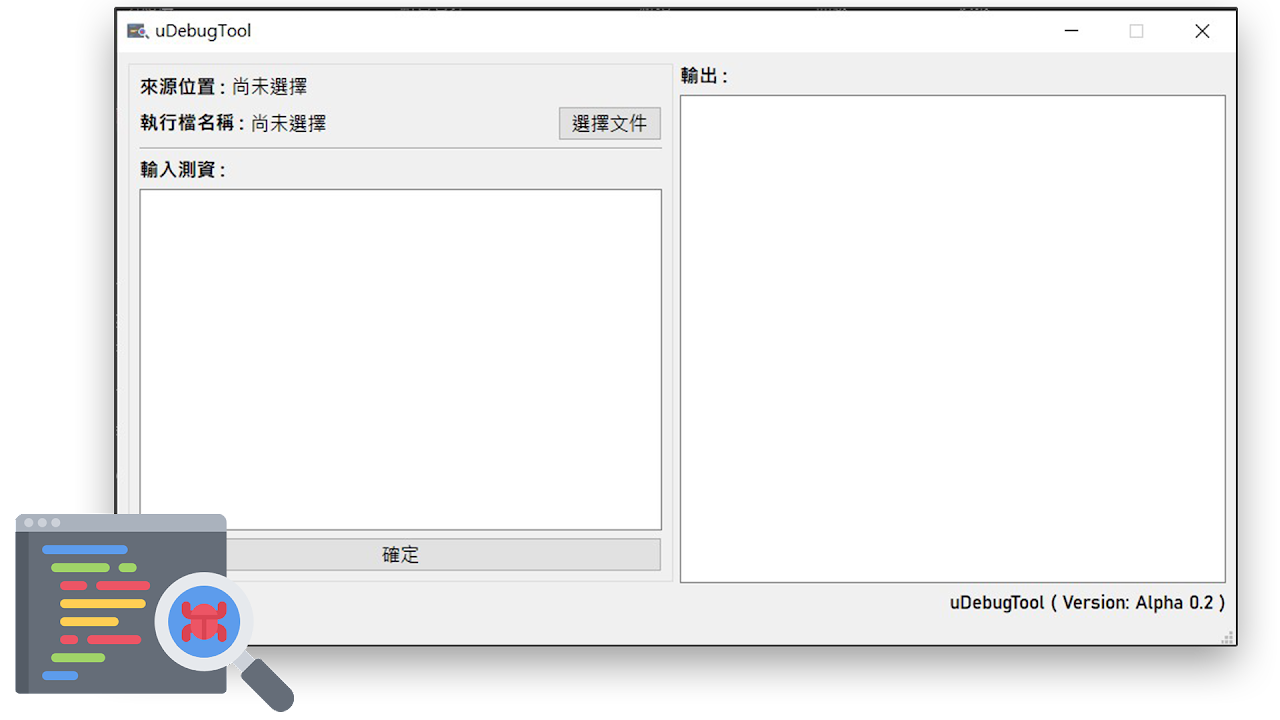 uDebugTool
來源位置 : 尚未選擇
執行檔名稱 : 尚未選擇
選擇文件
輸入測資 :
確定
輸出 :
uDebugTool ( Version: Alpha 0.2 )